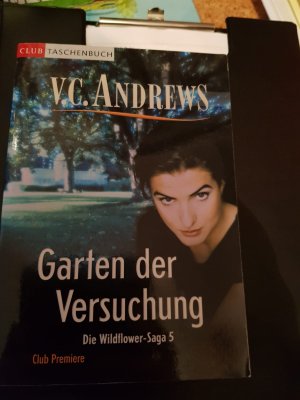 CLUB TASCHENBUCH
V.C. ANDREWS
Garten der
Versuchung
Die Wildflower-Saga 5
Club Premiere